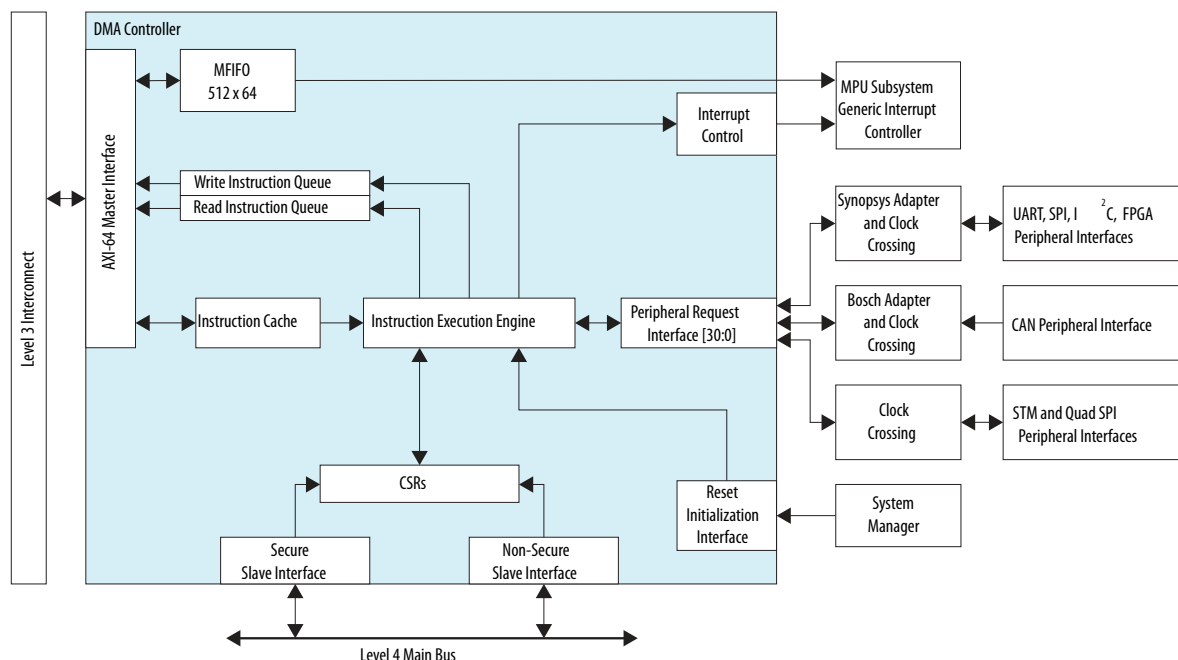 DMA Controller
MFIFO
512 x 64
MPU Subsystem
Generic Interrupt
Controller
Interrupt
Control
Level 3 Interconnect
AXI-64 Master Interface
Write Instruction Queue
Read Instruction Queue
Synopsys Adapter
and Clock
Crossing
UART, SPI, I²C, FPGA
Peripheral Interfaces
Instruction Cache
Instruction Execution Engine
Peripheral Request
Interface [30:0]
Bosch Adapter
and Clock
Crossing
CAN Peripheral Interface
Clock
Crossing
STM and Quad SPI
Peripheral Interfaces
CSRs
Reset
Initialization
Interface
System
Manager
Secure
Slave Interface
Non-Secure
Slave Interface
Level 4 Main Bus